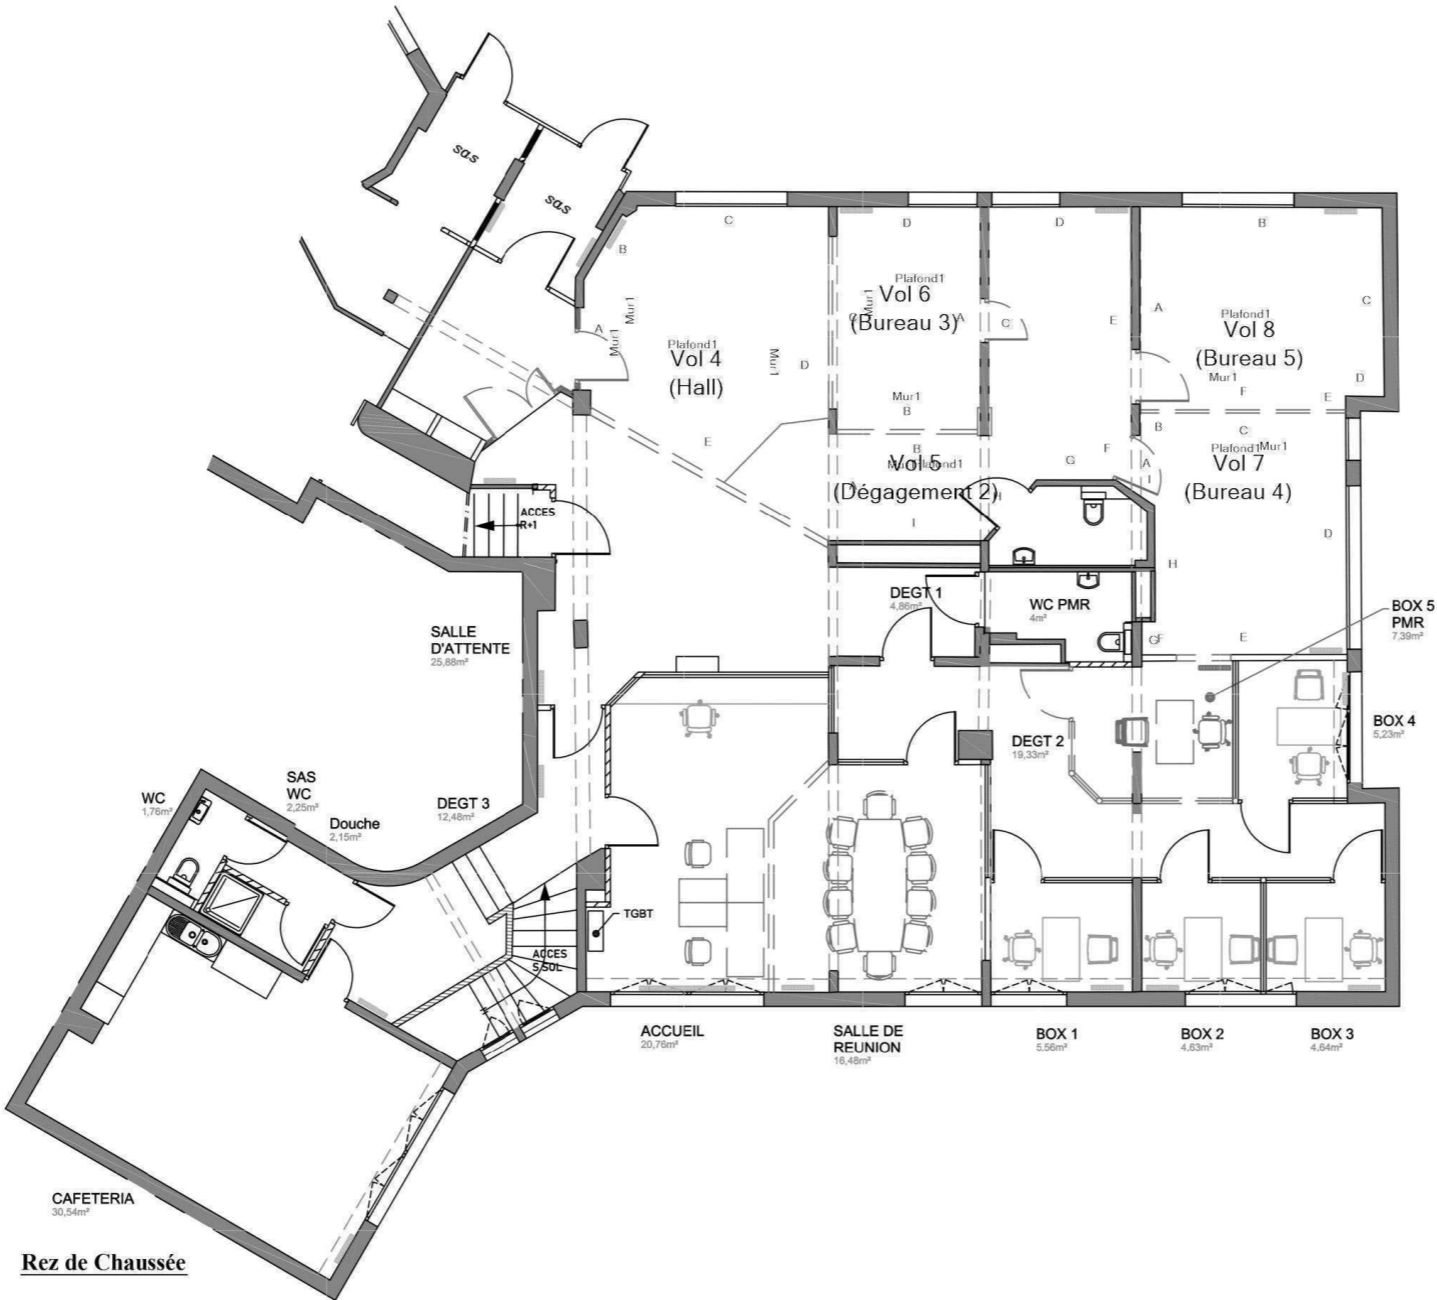 sas
sas
C
D
D
B
B
Plafond1
Vol 6
(Bureau 3)
Mur1
C
A
C
E
A
Plafond1
Vol 8
(Bureau 5)
C
Mur1
D
F
E
A
Mur1
Mur1
Plafond1
Vol 4
(Hall)
Mur1
D
E
Mur1
B
B
Plafond1
Vol 5
(Dégagement 2)
A
H
I
G
F
A
B
C
Plafond1
Mur1
Vol 7
(Bureau 4)
D
H
G
F
E
ACCES
R+1
DEGT 1
4,86m²
WC PMR
4m²
BOX 5
PMR
7,39m²
SALLE
D'ATTENTE
25,88m²
BOX 4
5,23m²
DEGT 2
19,33m²
SAS
WC
2,25m²
WC
1,76m²
Douche
2,15m²
DEGT 3
12,48m²
TGBT
ACCES
S/SOL
ACCUEIL
20,76m²
SALLE DE
REUNION
16,48m²
BOX 1
5,56m²
BOX 2
4,63m²
BOX 3
4,64m²
CAFETERIA
30,54m²
Rez de Chaussée